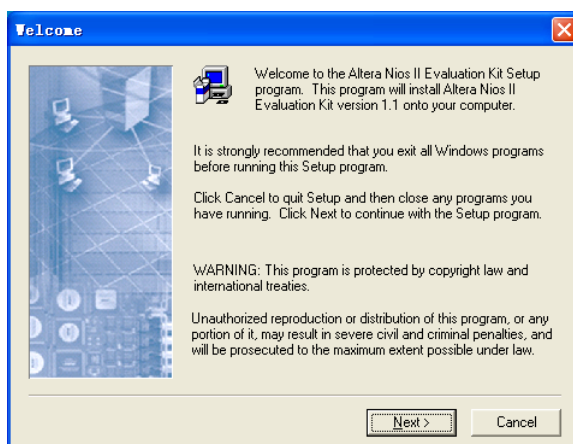 Welcome
Welcome to the Altera Nios II Evaluation Kit Setup
program. This program will install Altera Nios II
Evaluation Kit version 1.1 onto your computer.
It is strongly recommended that you exit all Windows programs
before running this Setup program.
Click Cancel to quit Setup and then close any programs you
have running. Click Next to continue with the Setup program.
WARNING: This program is protected by copyright law and
international treaties.
Unauthorized reproduction or distribution of this program, or any
portion of it, may result in severe civil and criminal penalties, and
will be prosecuted to the maximum extent possible under law.
Next >
Cancel